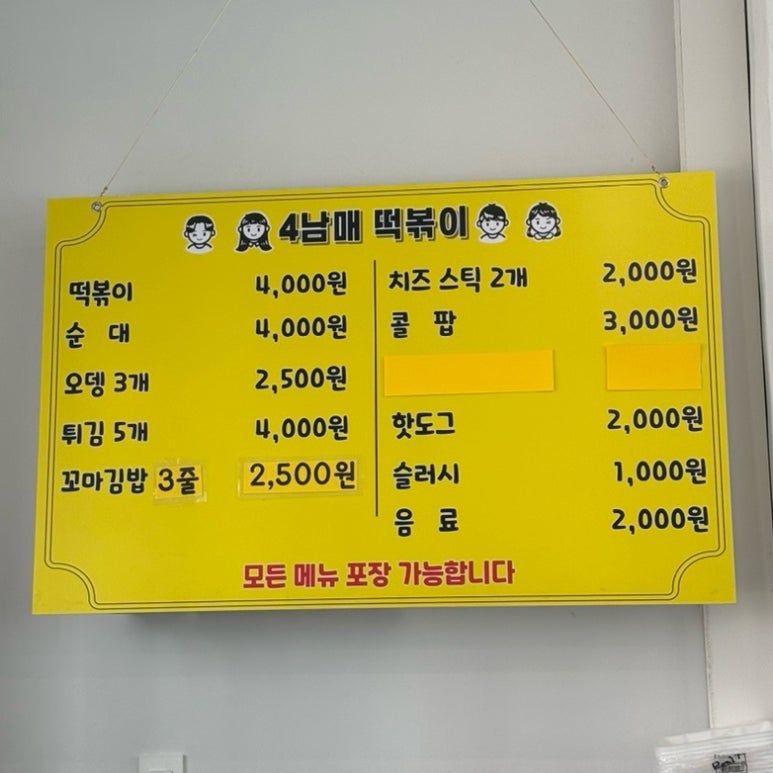 4남매 떡볶이
떡볶이 4,000원
순 대 4,000원
오뎅 3개 2,500원
튀김 5개 4,000원
꼬마김밥 3줄 2,500원
치즈 스틱 2개 2,000원
콜 팝 3,000원
핫도그 2,000원
슬러시 1,000원
음 료 2,000원
모든 메뉴 포장 가능합니다